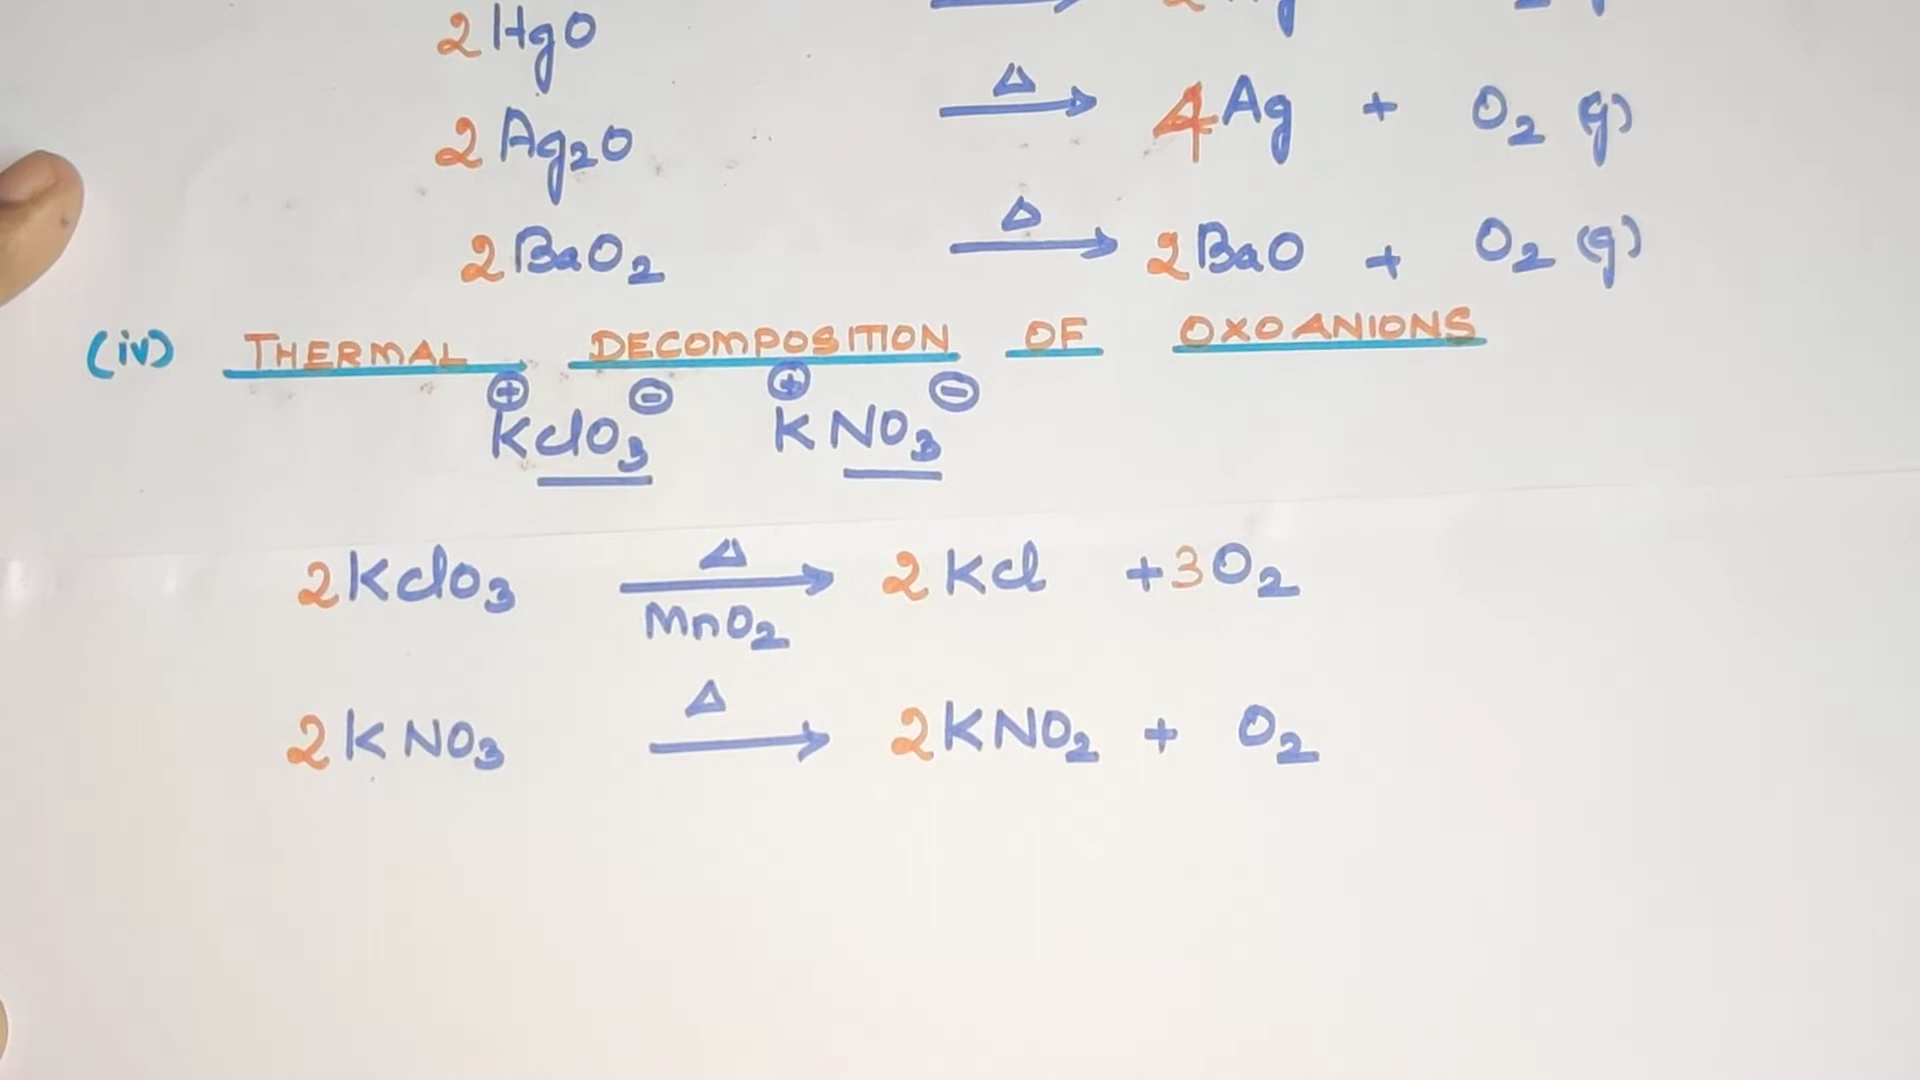 2HgO
2Ag₂O Δ → 4Ag + O₂ (g)
2BaO₂ Δ → 2BaO + O₂ (g)
(iv) THERMAL DECOMPOSITION OF OXOANIONS
⊕ ⊖ ⊕ ⊖
KClO₃ KNO₃
2KClO₃ Δ → 2KCl + 3O₂
MnO₂
2KNO₃ Δ → 2KNO₂ + O₂